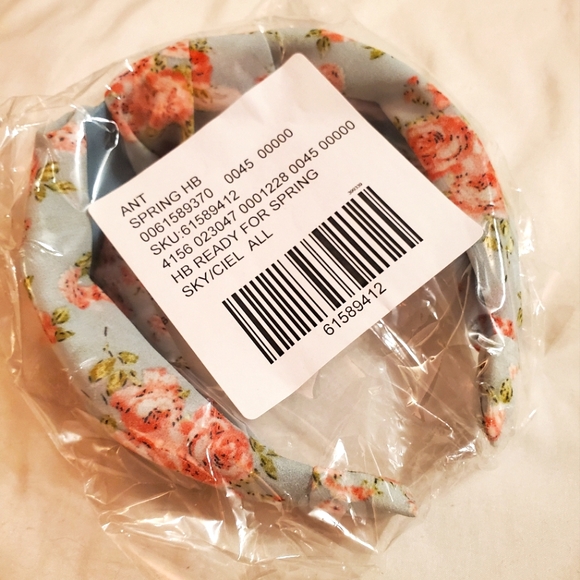 ANT
SPRING HB
0061589370 0045 00000
SKU:61589412
4156 023047 0001228 0045 00000
HB READY FOR SPRING
SKY/CIEL ALL
61589412